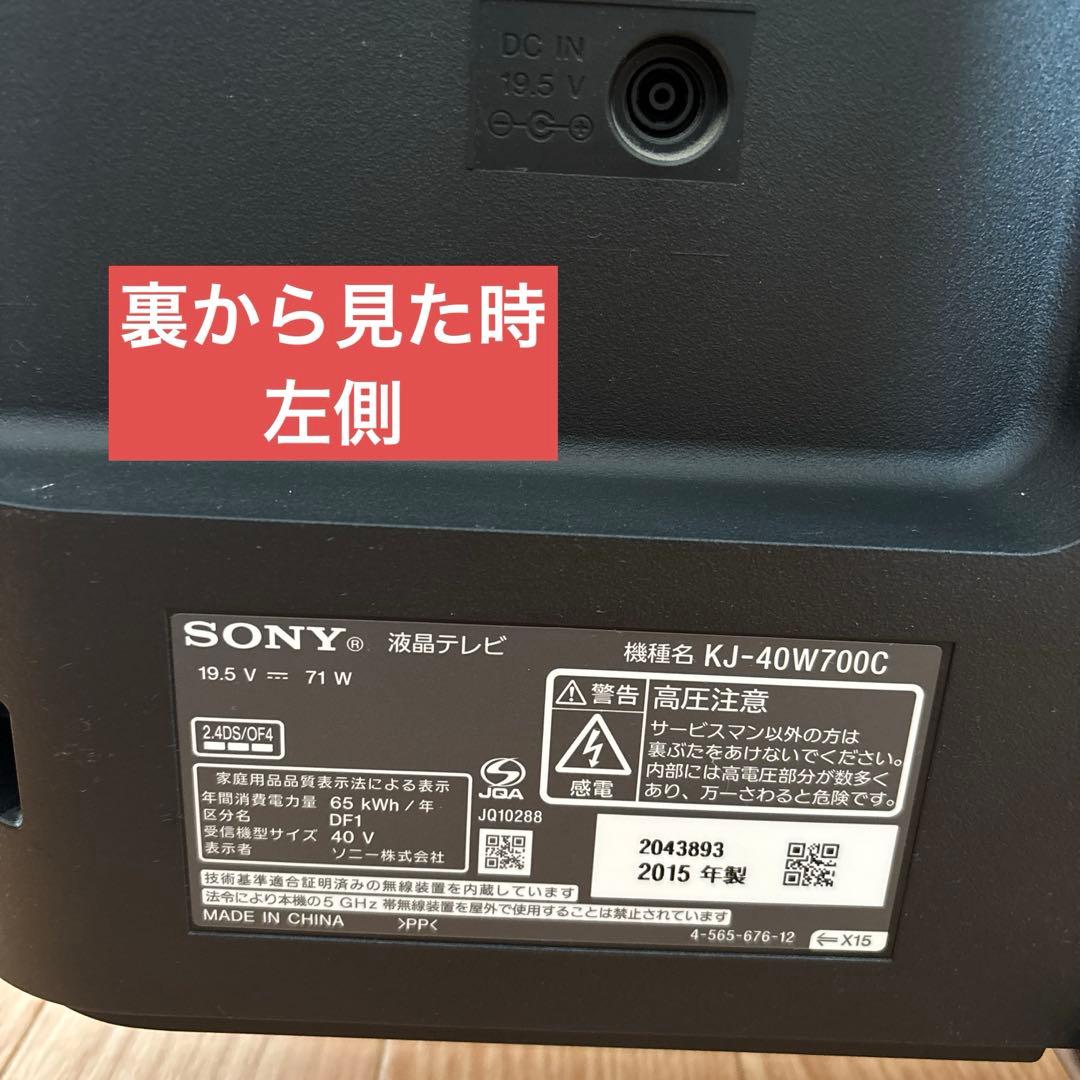 DC IN
19.5 V
裏から見た時
左側
SONY® 液晶テレビ
機種名 KJ-40W700C
19.5 V 71 W
2.4DS/OF4
警告
感電
高圧注意
サービスマン以外の方は
裏ぶたをあけないでください。
内部には高電圧部分が数多く
あり、万一さわると危険です。
家庭用品品質表示法による表示
年間消費電力量 65 kWh/年
区分名 DF1
受信機型サイズ 40 V
表示者 ソニー株式会社
JQA
JQ10288
2043893
2015 年製
技術基準適合証明済みの無線装置を内蔵しています
法令により本機の5 GHz 帯無線装置を屋外で使用することは禁止されています
MADE IN CHINA >PP<
4-565-676-12 ⇐X15